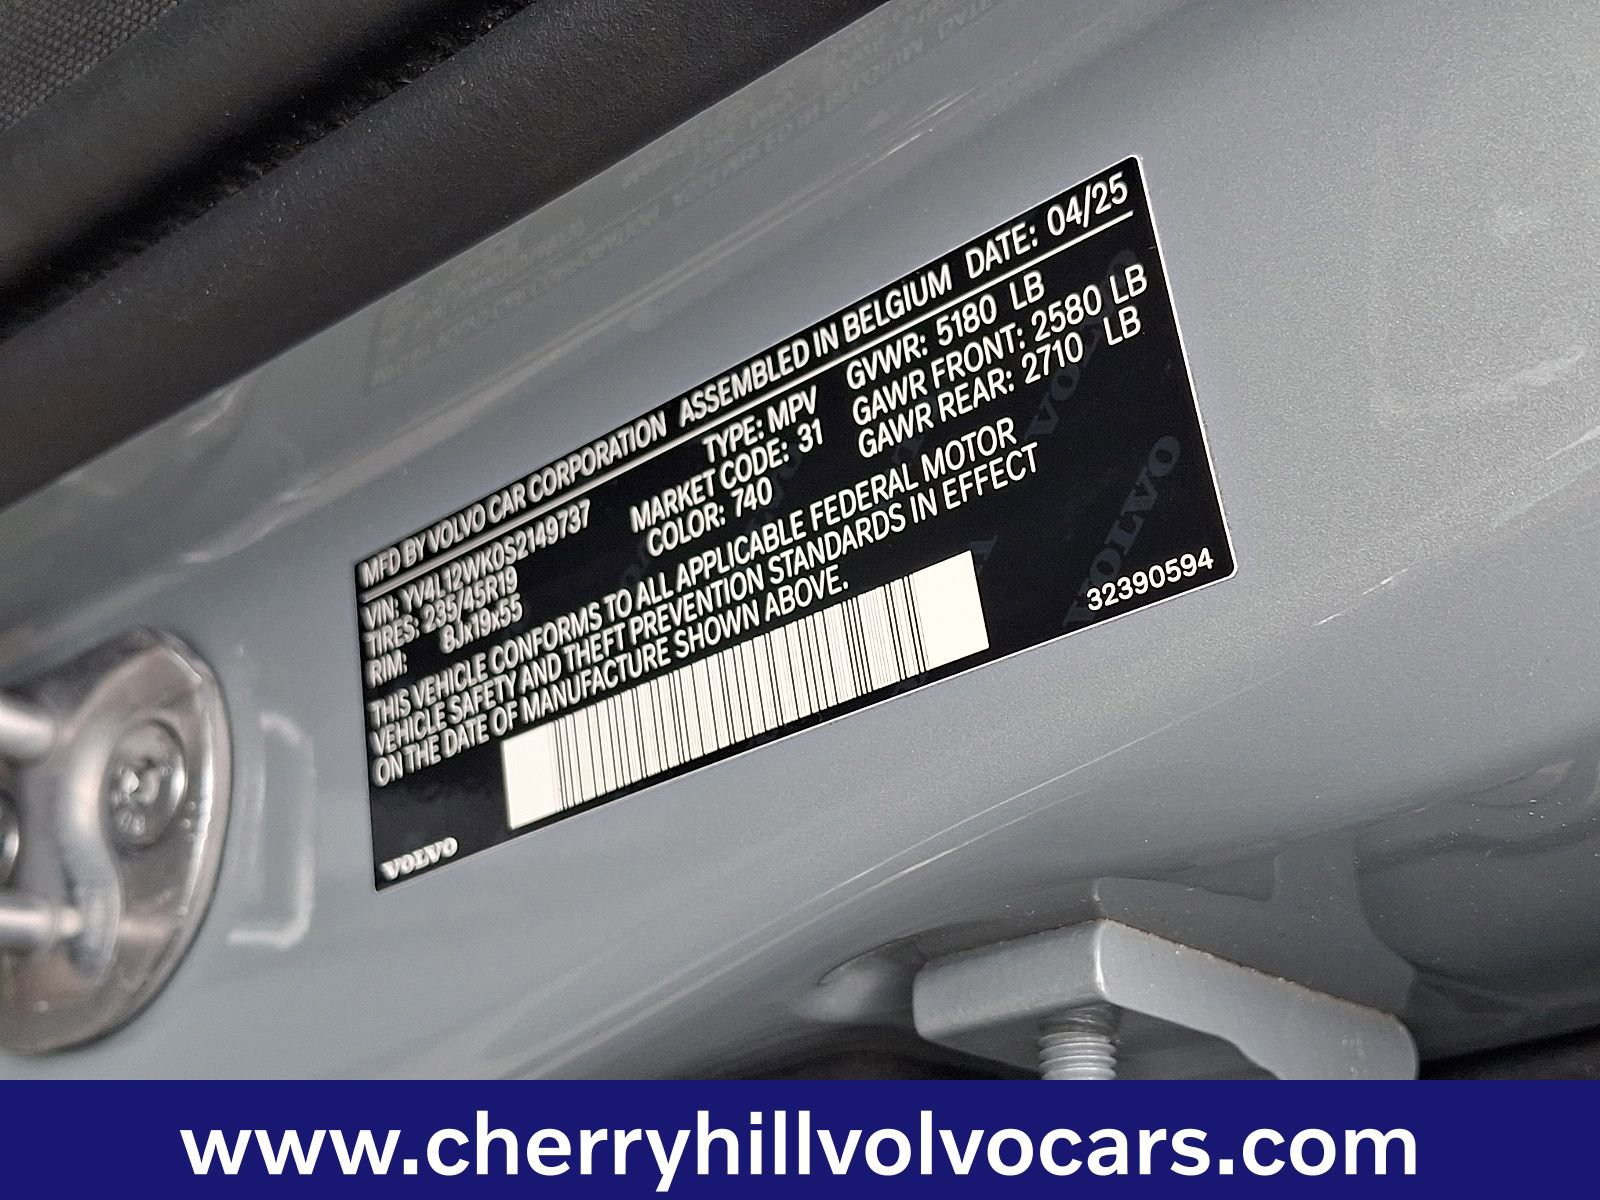 MFD BY VOLVO CAR CORPORATION ASSEMBLED IN BELGIUM DATE: 04/25
VIN: YV4L12WK0S2149737 TYPE: MPV GVWR: 5180 LB
TIRES: 235/45R19 MARKET CODE: 31 GAWR FRONT: 2580 LB
RIM: 8Jx19x55 COLOR: 740 GAWR REAR: 2710 LB
THIS VEHICLE CONFORMS TO ALL APPLICABLE FEDERAL MOTOR
VEHICLE SAFETY AND THEFT PREVENTION STANDARDS IN EFFECT
ON THE DATE OF MANUFACTURE SHOWN ABOVE.
32390594
VOLVO
VOLVO
VOLVO
www.cherryhillvolvocars.com